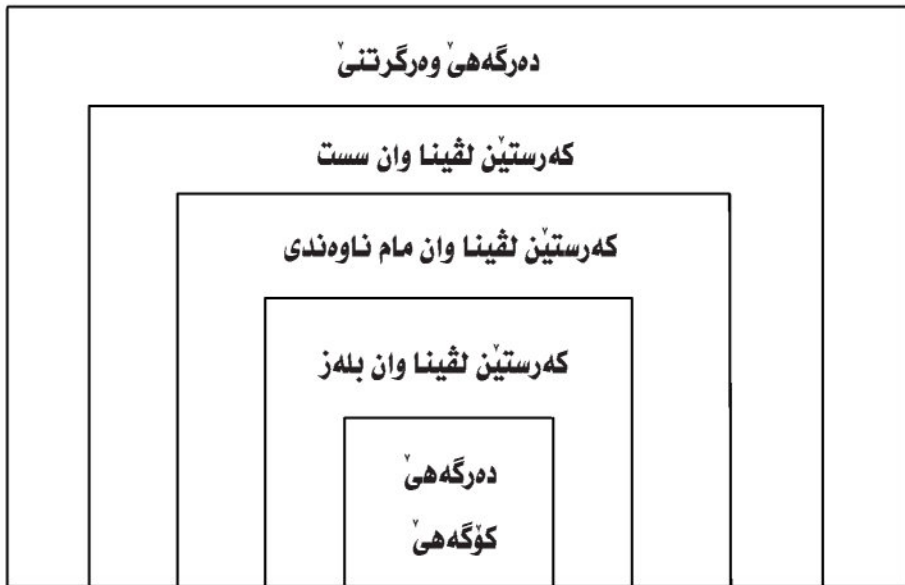 دەرگەهێ وەرگرتنێ
کەرستێن لڤینا وان سست
کەرستێن لڤینا وان مام ناوەندی
کەرستێن لڤینا وان بلەز
دەرگەهێ
کۆگەهێ